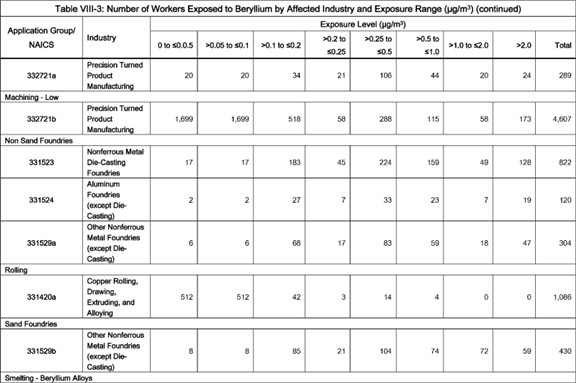 Table VIII-3: Number of Workers Exposed to Beryllium by Affected Industry and Exposure Range (µg/m³) (continued)
Application Group/ NAICS | Industry | Exposure Level (µg/m³)
0 to ≤0.0.5 | >0.05 to ≤0.1 | >0.1 to ≤0.2 | >0.2 to ≤0.25 | >0.25 to ≤0.5 | >0.5 to ≤1.0 | >1.0 to ≤2.0 | >2.0 | Total
332721a | Precision Turned Product Manufacturing | 20 | 20 | 34 | 21 | 106 | 44 | 20 | 24 | 289
Machining - Low
332721b | Precision Turned Product Manufacturing | 1,699 | 1,699 | 518 | 58 | 288 | 115 | 58 | 173 | 4,607
Non Sand Foundries
331523 | Nonferrous Metal Die-Casting Foundries | 17 | 17 | 183 | 45 | 224 | 159 | 49 | 128 | 822
331524 | Aluminum Foundries (except Die-Casting) | 2 | 2 | 27 | 7 | 33 | 23 | 7 | 19 | 120
331529a | Other Nonferrous Metal Foundries (except Die-Casting) | 6 | 6 | 68 | 17 | 83 | 59 | 18 | 47 | 304
Rolling
331420a | Copper Rolling, Drawing, Extruding, and Alloying | 512 | 512 | 42 | 3 | 14 | 4 | 0 | 0 | 1,086
Sand Foundries
331529b | Other Nonferrous Metal Foundries (except Die-Casting) | 8 | 8 | 85 | 21 | 104 | 74 | 72 | 59 | 430
Smelting - Beryllium Alloys